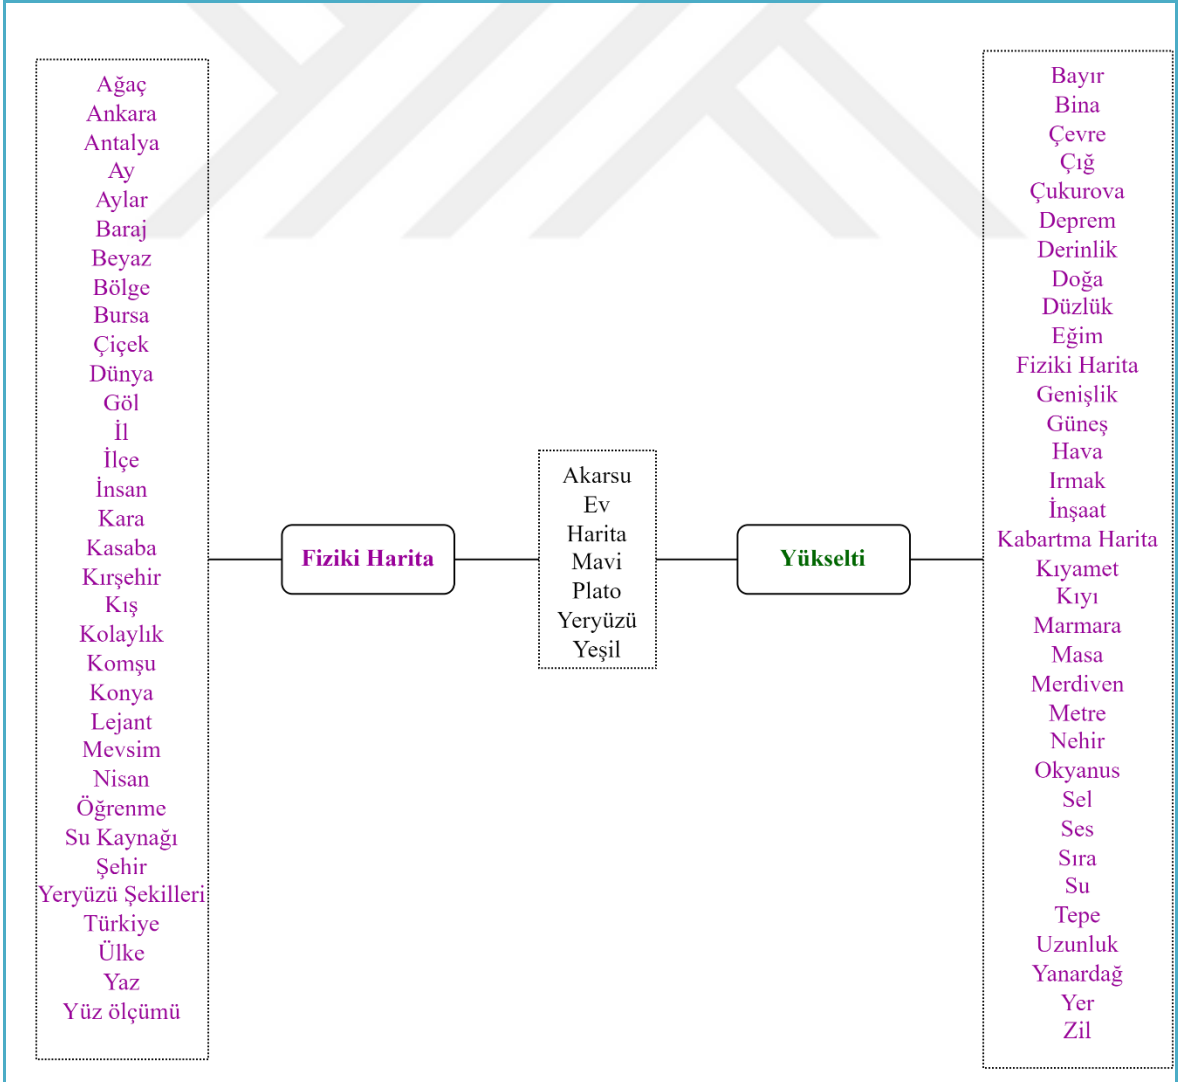 Ağaç
Ankara
Antalya
Ay
Aylar
Baraj
Beyaz
Bölge
Bursa
Çiçek
Dünya
Göl
İl
İlçe
İnsan
Kara
Kasaba
Kırşehir
Kış
Kolaylık
Komşu
Konya
Lejant
Mevsim
Nisan
Öğrenme
Su Kaynağı
Şehir
Yeryüzü Şekilleri
Türkiye
Ülke
Yaz
Yüz ölçümü
Fiziki Harita
Akarsu
Ev
Harita
Mavi
Plato
Yeryüzü
Yeşil
Yükselti
Bayır
Bina
Çevre
Çığ
Çukurova
Deprem
Derinlik
Doğa
Düzlük
Eğim
Fiziki Harita
Genişlik
Güneş
Hava
Irmak
İnşaat
Kabartma Harita
Kıyamet
Kıyı
Marmara
Masa
Merdiven
Metre
Nehir
Okyanus
Sel
Ses
Sıra
Su
Tepe
Uzunluk
Yanardağ
Yer
Zil